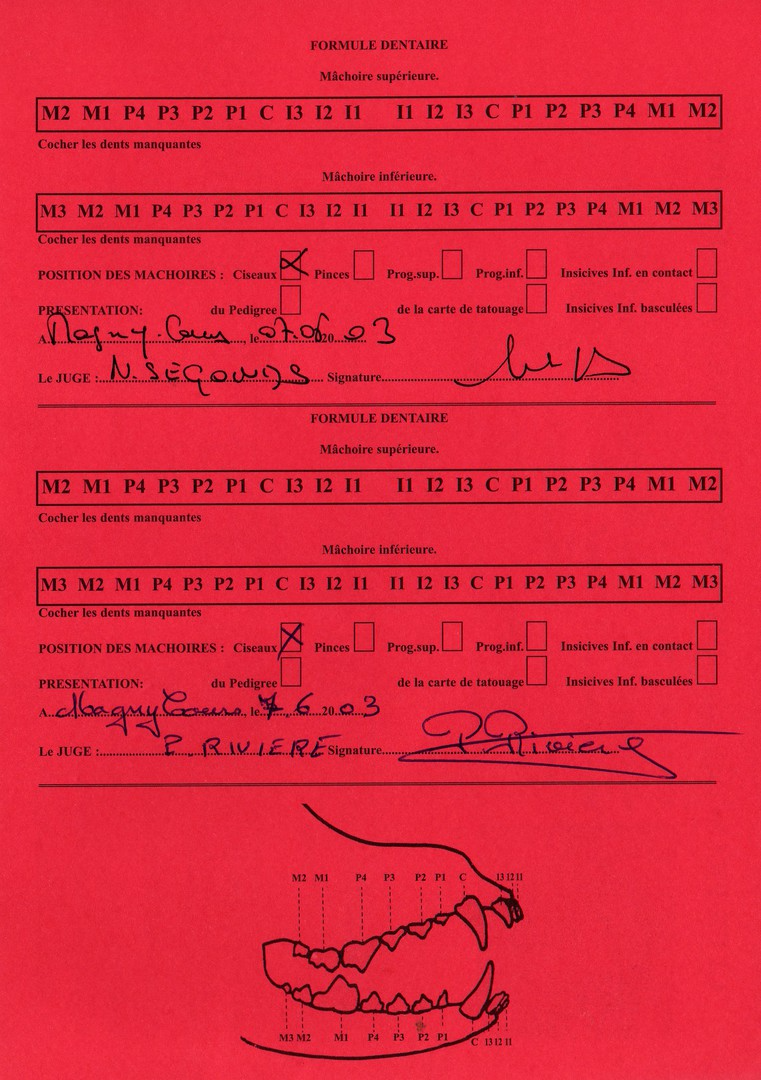 FORMULE DENTAIRE
Mâchoire supérieure.
M2 M1 P4 P3 P2 P1 C I3 I2 I1 I1 I2 I3 C P1 P2 P3 P4 M1 M2
Cocher les dents manquantes
Mâchoire inférieure.
M3 M2 M1 P4 P3 P2 P1 C I3 I2 I1 I1 I2 I3 C P1 P2 P3 P4 M1 M2 M3
Cocher les dents manquantes
POSITION DES MACHOIRES : Ciseaux X Pinces Prog.sup. Prog.inf. Insicives Inf. en contact
PRESENTATION: du Pedigree de la carte de tatouage Insicives Inf. basculées
A Magny-Cours, le 07.06 20 03
Le JUGE : N. SEGONDS Signature
FORMULE DENTAIRE
Mâchoire supérieure.
M2 M1 P4 P3 P2 P1 C I3 I2 I1 I1 I2 I3 C P1 P2 P3 P4 M1 M2
Cocher les dents manquantes
Mâchoire inférieure.
M3 M2 M1 P4 P3 P2 P1 C I3 I2 I1 I1 I2 I3 C P1 P2 P3 P4 M1 M2 M3
Cocher les dents manquantes
POSITION DES MACHOIRES : Ciseaux X Pinces Prog.sup. Prog.inf. Insicives Inf. en contact
PRESENTATION: du Pedigree de la carte de tatouage Insicives Inf. basculées
A Magny Cours, le 7, 6 20 03
Le JUGE : P. RIVIERE Signature P. Riviere
M2 M1 P4 P3 P2 P1 C I3 I2 I1
M3 M2 M1 P4 P3 P2 P1 C I3 I2 I1